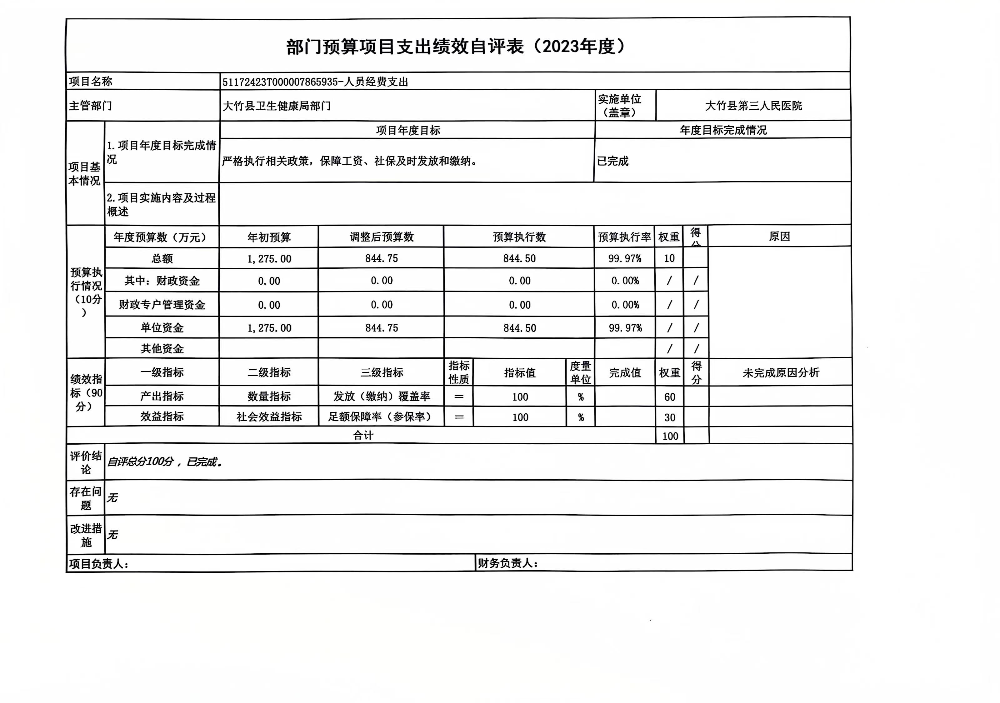 部门预算项目支出绩效自评表（2023年度）
项目名称 51172423T000007865935-人员经费支出
主管部门 大竹县卫生健康局部门 实施单位（盖章） 大竹县第三人民医院
项目基本情况 1.项目年度目标完成情况 项目年度目标 年度目标完成情况
严格执行相关政策，保障工资、社保及时发放和缴纳。 已完成
2.项目实施内容及过程概述
预算执行情况（10分） 年度预算数（万元） 年初预算 调整后预算数 预算执行数 预算执行率 权重 得分 原因
总额 1,275.00 844.75 844.50 99.97% 10
其中：财政资金 0.00 0.00 0.00 0.00% / /
财政专户管理资金 0.00 0.00 0.00 0.00% / /
单位资金 1,275.00 844.75 844.50 99.97% / /
其他资金 / /
绩效指标（90分） 一级指标 二级指标 三级指标 指标性质 指标值 度量单位 完成值 权重 得分 未完成原因分析
产出指标 数量指标 发放（缴纳）覆盖率 ＝ 100 % 60
效益指标 社会效益指标 足额保障率（参保率） ＝ 100 % 30
合计 100
评价结论 自评总分100分，已完成。
存在问题 无
改进措施 无
项目负责人： 财务负责人：